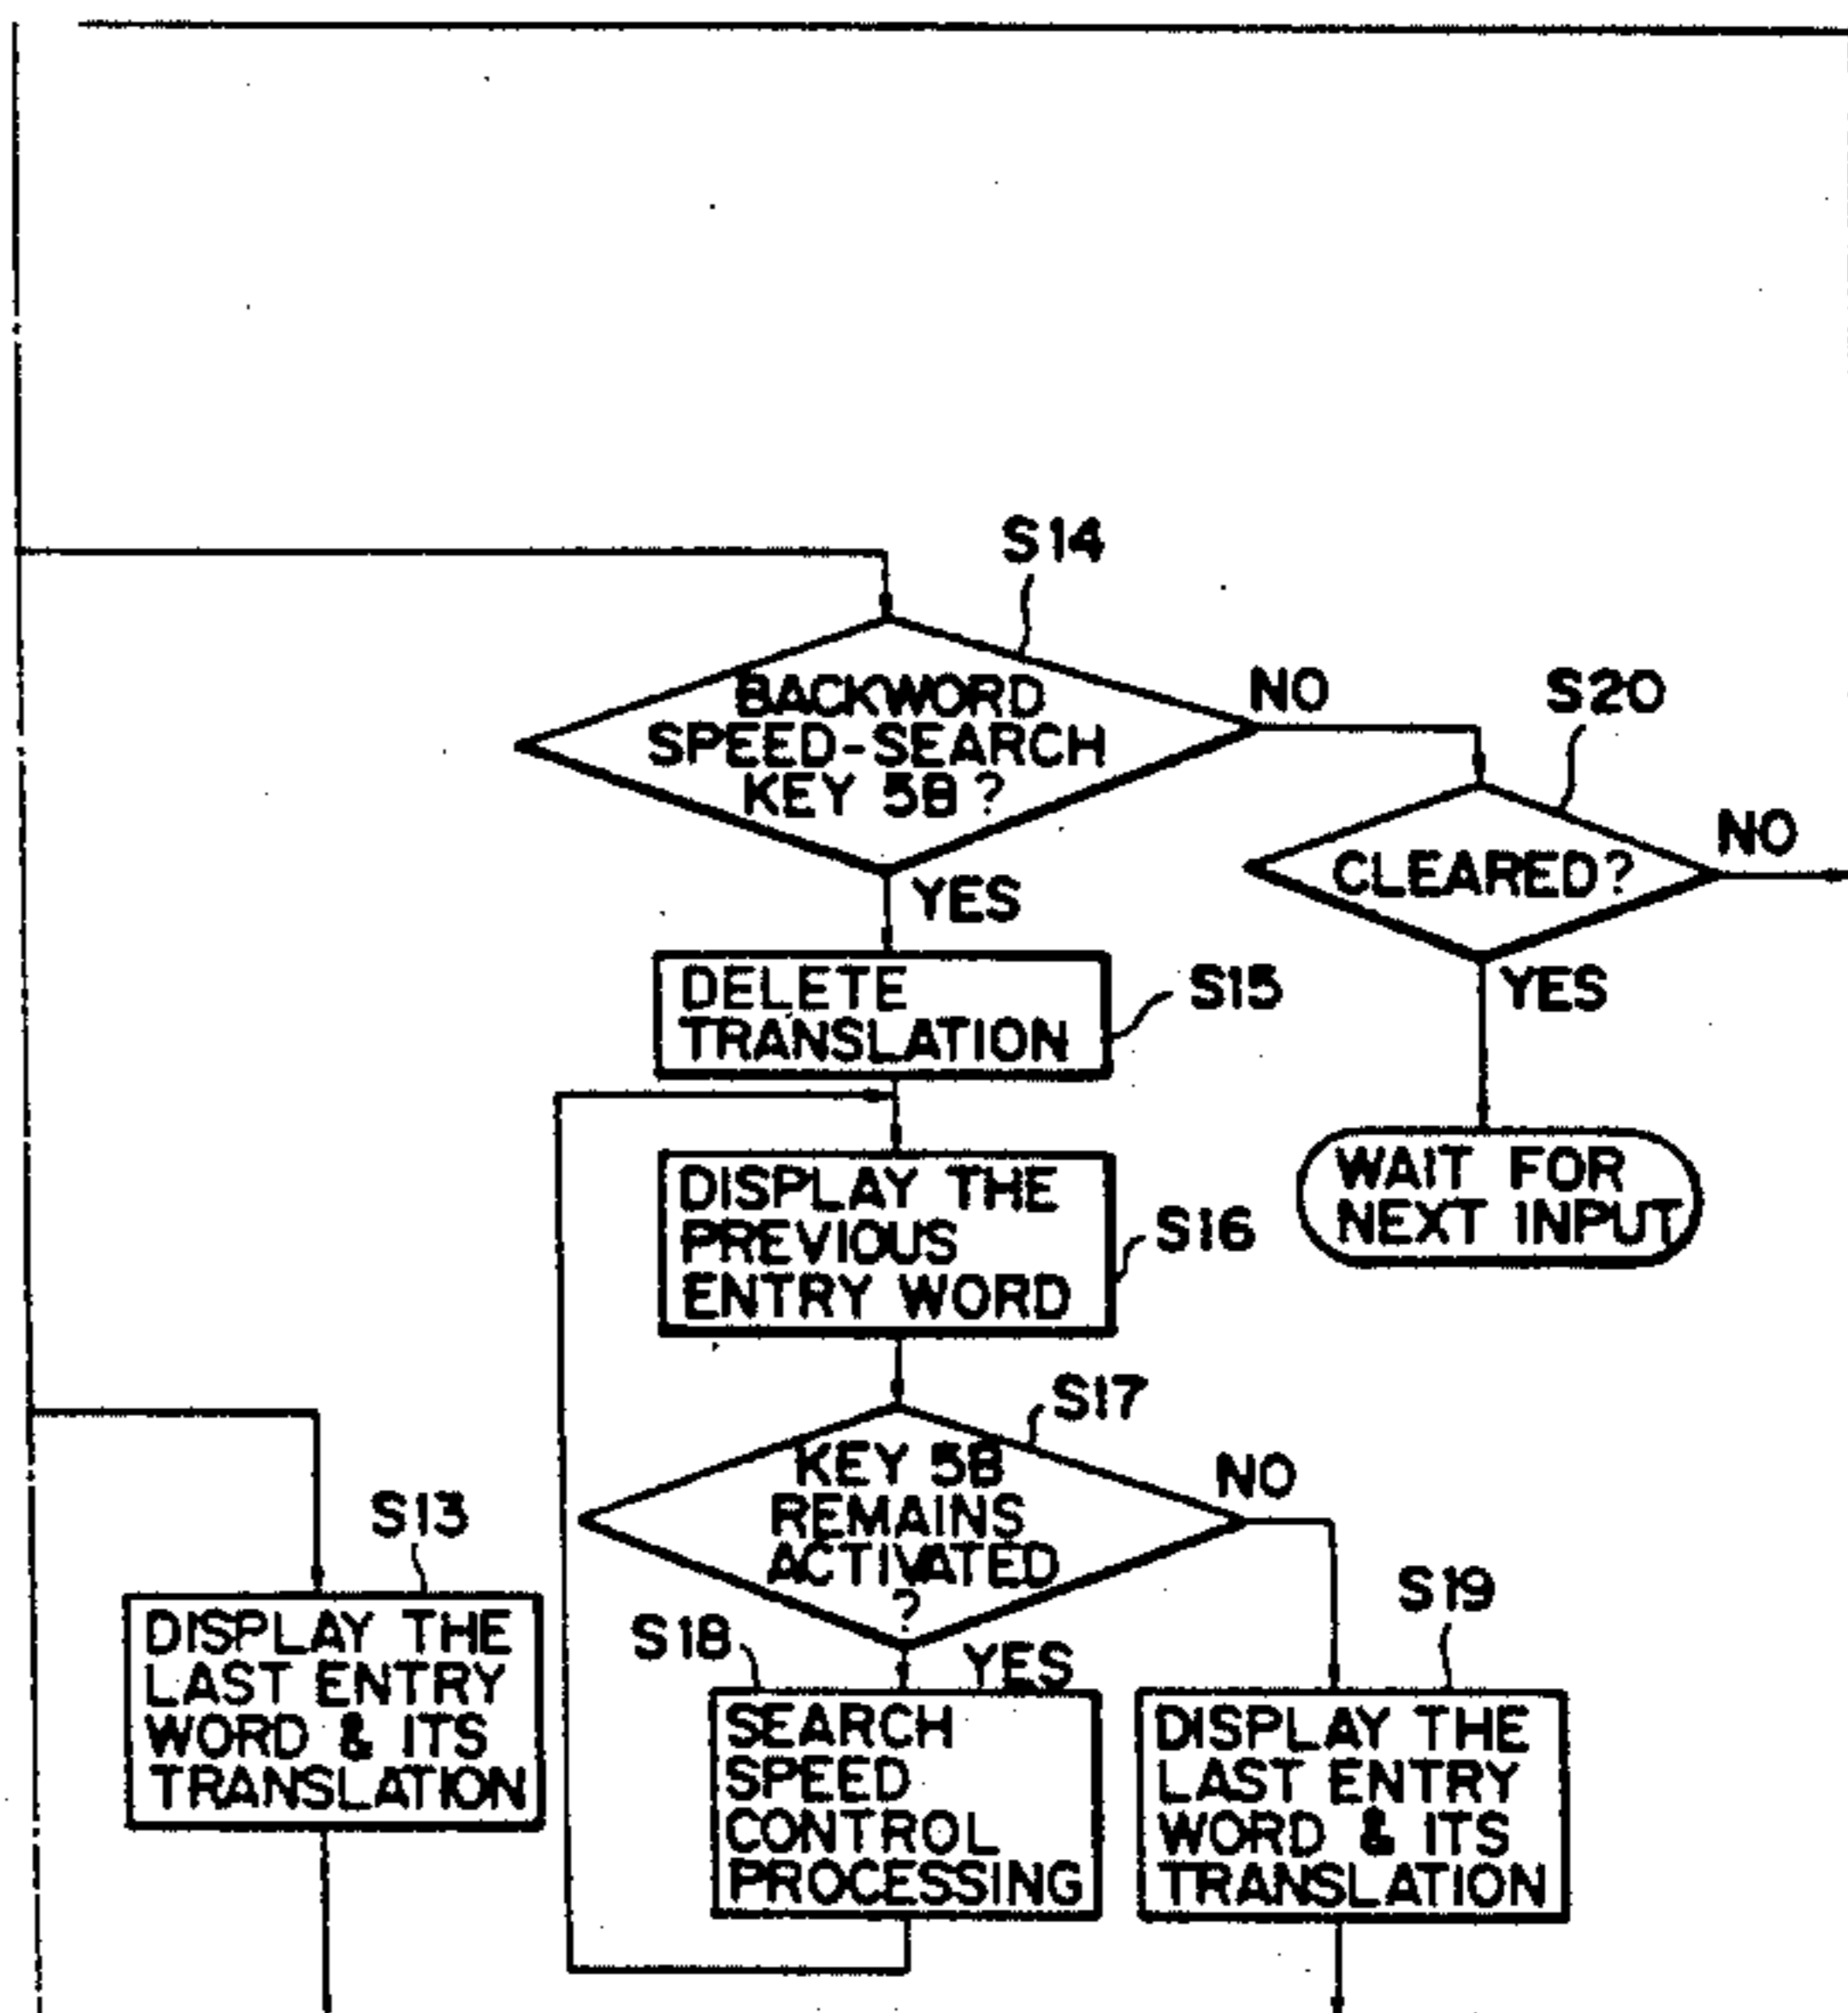 S14
BACKWORD
SPEED-SEARCH
KEY 5B?
NO
YES
S20
CLEARED?
NO
YES
DELETE
TRANSLATION
S15
WAIT FOR
NEXT INPUT
DISPLAY THE
PREVIOUS
ENTRY WORD
S16
S17
KEY 5B
REMAINS
ACTIVATED
?
NO
YES
S13
DISPLAY THE
LAST ENTRY
WORD & ITS
TRANSLATION
S18
SEARCH
SPEED
CONTROL
PROCESSING
S19
DISPLAY THE
LAST ENTRY
WORD & ITS
TRANSLATION